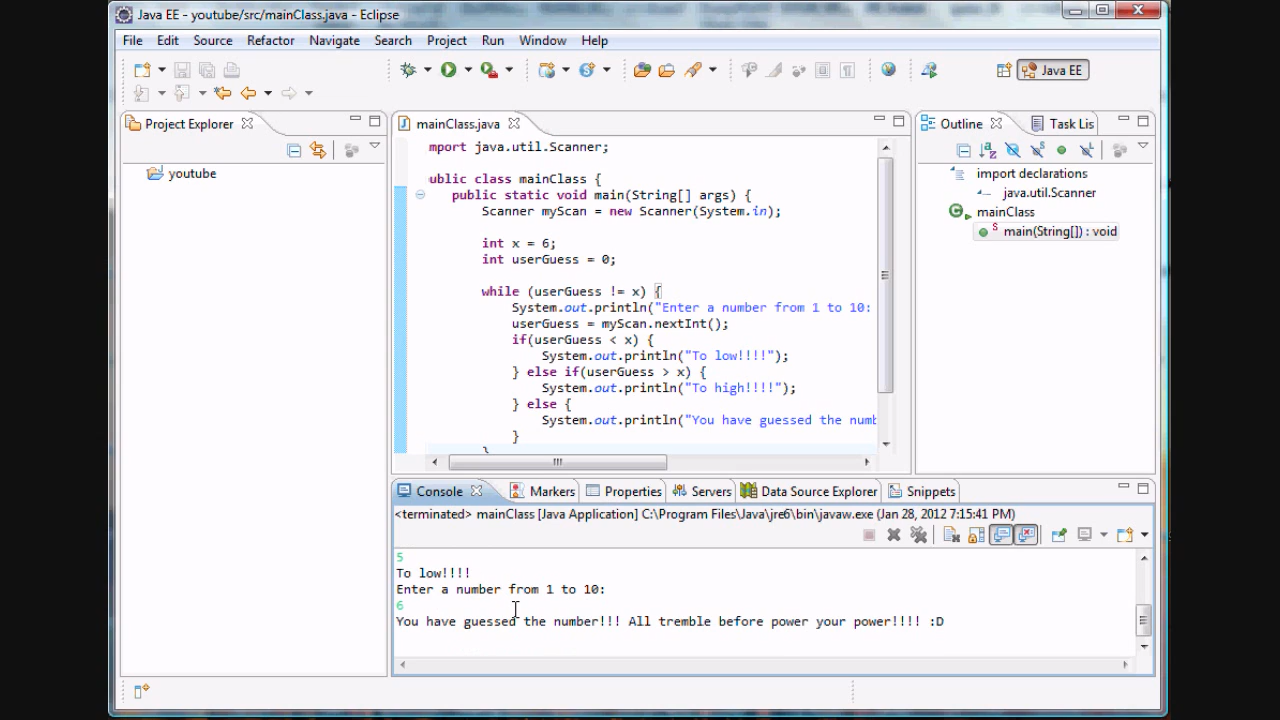 Java EE - youtube/src/mainClass.java - Eclipse
File Edit Source Refactor Navigate Search Project Run Window Help
Java EE
Project Explorer
youtube
mainClass.java
mport java.util.Scanner;
ublic class mainClass {
public static void main(String[] args) {
Scanner myScan = new Scanner(System.in);
int x = 6;
int userGuess = 0;
while (userGuess != x) {
System.out.println("Enter a number from 1 to 10:
userGuess = myScan.nextInt();
if(userGuess < x) {
System.out.println("To low!!!!");
} else if(userGuess > x) {
System.out.println("To high!!!!");
} else {
System.out.println("You have guessed the numb
}
}
Outline Task Lis
import declarations
java.util.Scanner
mainClass
main(String[]) : void
Console Markers Properties Servers Data Source Explorer Snippets
<terminated> mainClass [Java Application] C:\Program Files\Java\jre6\bin\javaw.exe (Jan 28, 2012 7:15:41 PM)
5
To low!!!!
Enter a number from 1 to 10:
6
You have guessed the number!!! All tremble before power your power!!!! :D